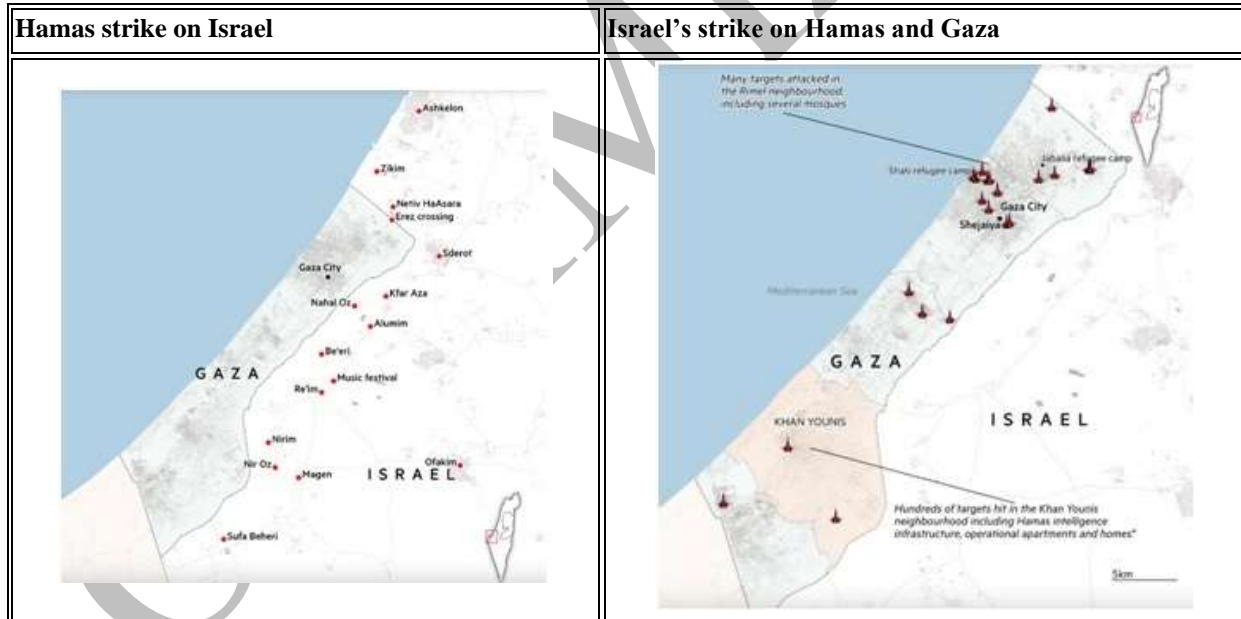 Hamas strike on Israel
Israel’s strike on Hamas and Gaza
Ashkelon
Zikim
Netiv HaAsara
Erez crossing
Sderot
Gaza City
Kfar Aza
Nahal Oz
Alumim
Be'eri
GAZA
Music festival
Re'im
Nirim
Nir Oz
Magen
Ofakim
ISRAEL
Sufa Beheri
Many targets attacked in
the Rimel neighbourhood,
including several mosques
Jabalia refugee camp
Shati refugee camp
Gaza City
Shejaiya
Mediterranean Sea
GAZA
KHAN YOUNIS
ISRAEL
Hundreds of targets hit in the Khan Younis
neighbourhood including Hamas intelligence
infrastructure, operational apartments and homes"
5km